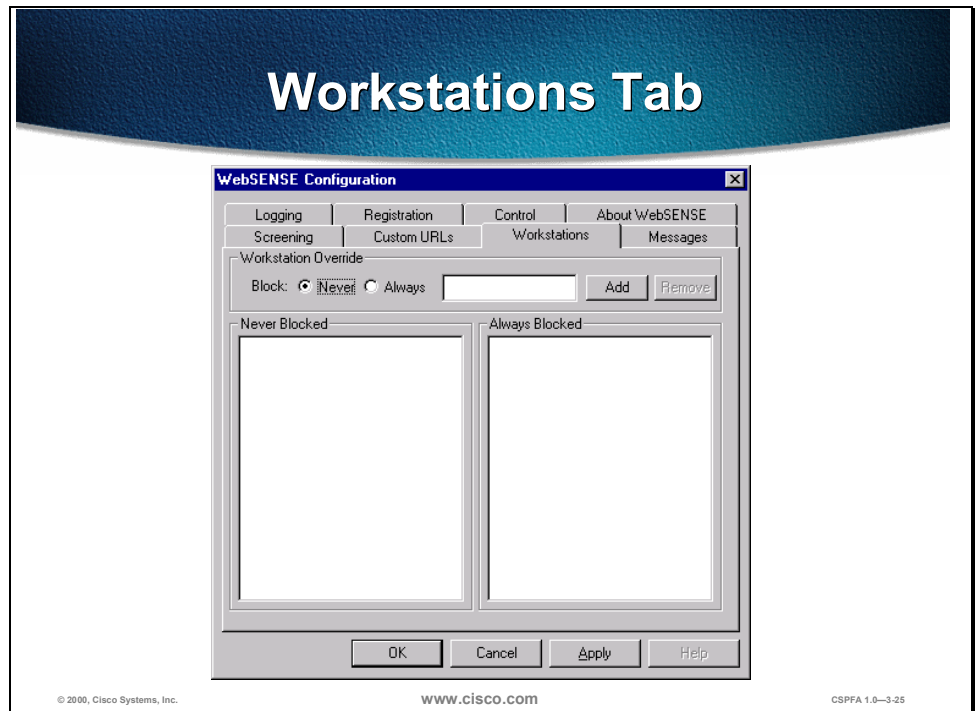 Workstations Tab
WebSENSE Configuration
Logging Registration Control About WebSENSE
Screening Custom URLs Workstations Messages
Workstation Override
Block: Never Always Add Remove
Never Blocked Always Blocked
OK Cancel Apply Help
© 2000, Cisco Systems, Inc. www.cisco.com CSPFA 1.0—3-25